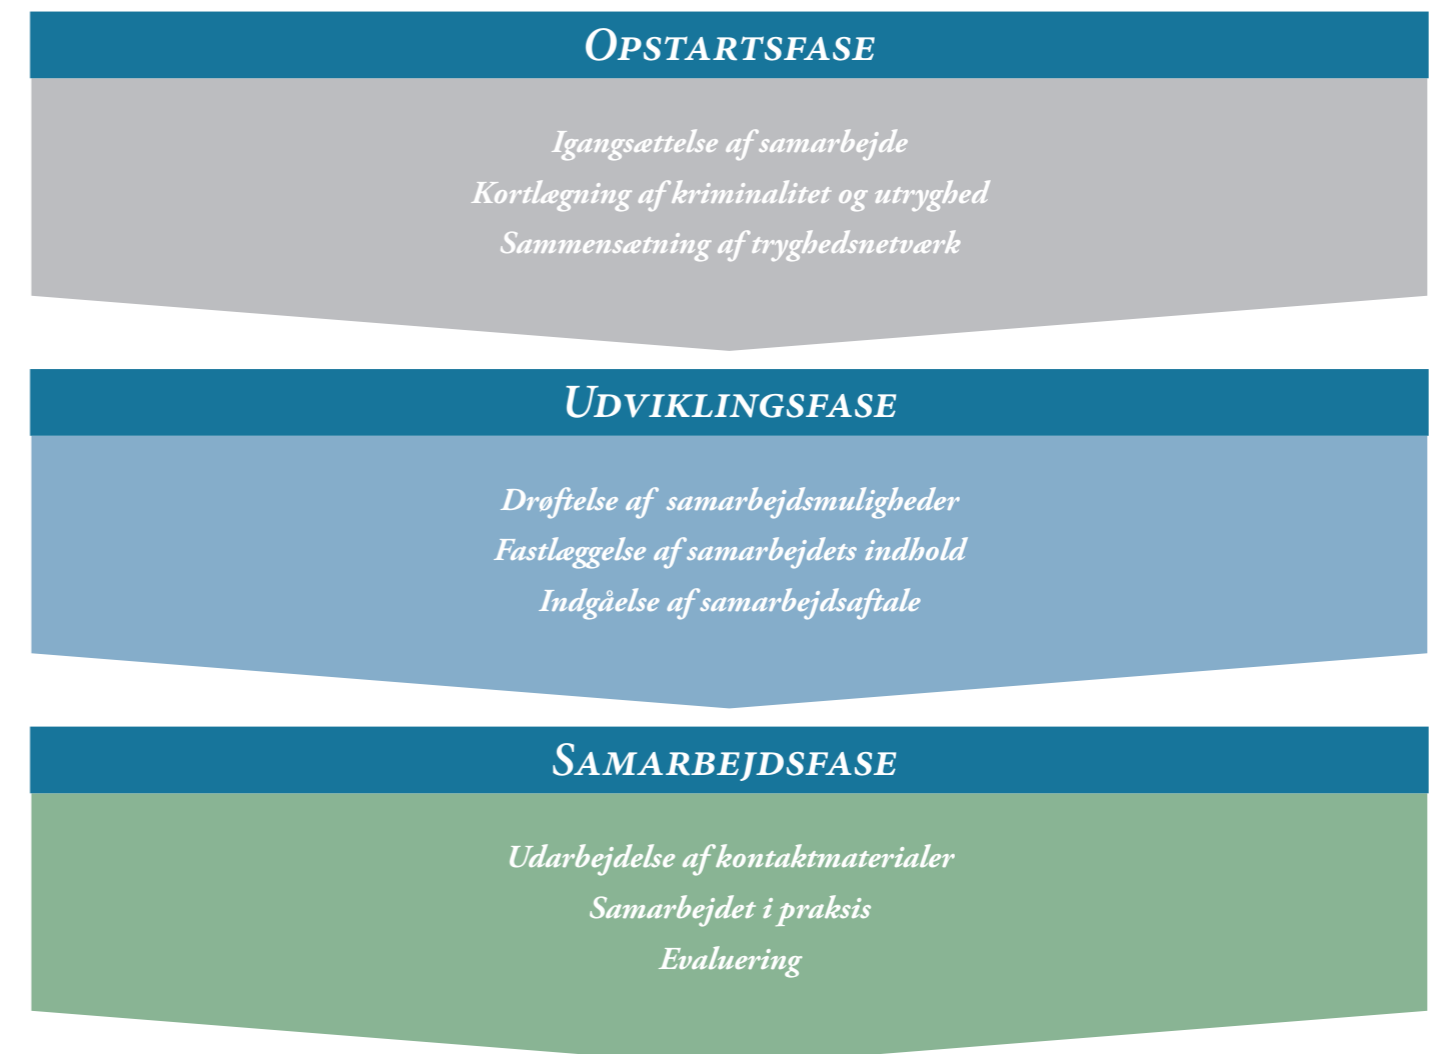 Opstartsfase
Igangsættelse af samarbejde
Kortlægning af kriminalitet og utryghed
Sammensætning af tryghedsnetværk
Udviklingsfase
Drøftelse af samarbejdsmuligheder
Fastlæggelse af samarbejdets indhold
Indgåelse af samarbejdsaftale
Samarbejdsfase
Udarbejdelse af kontaktmaterialer
Samarbejdet i praksis
Evaluering